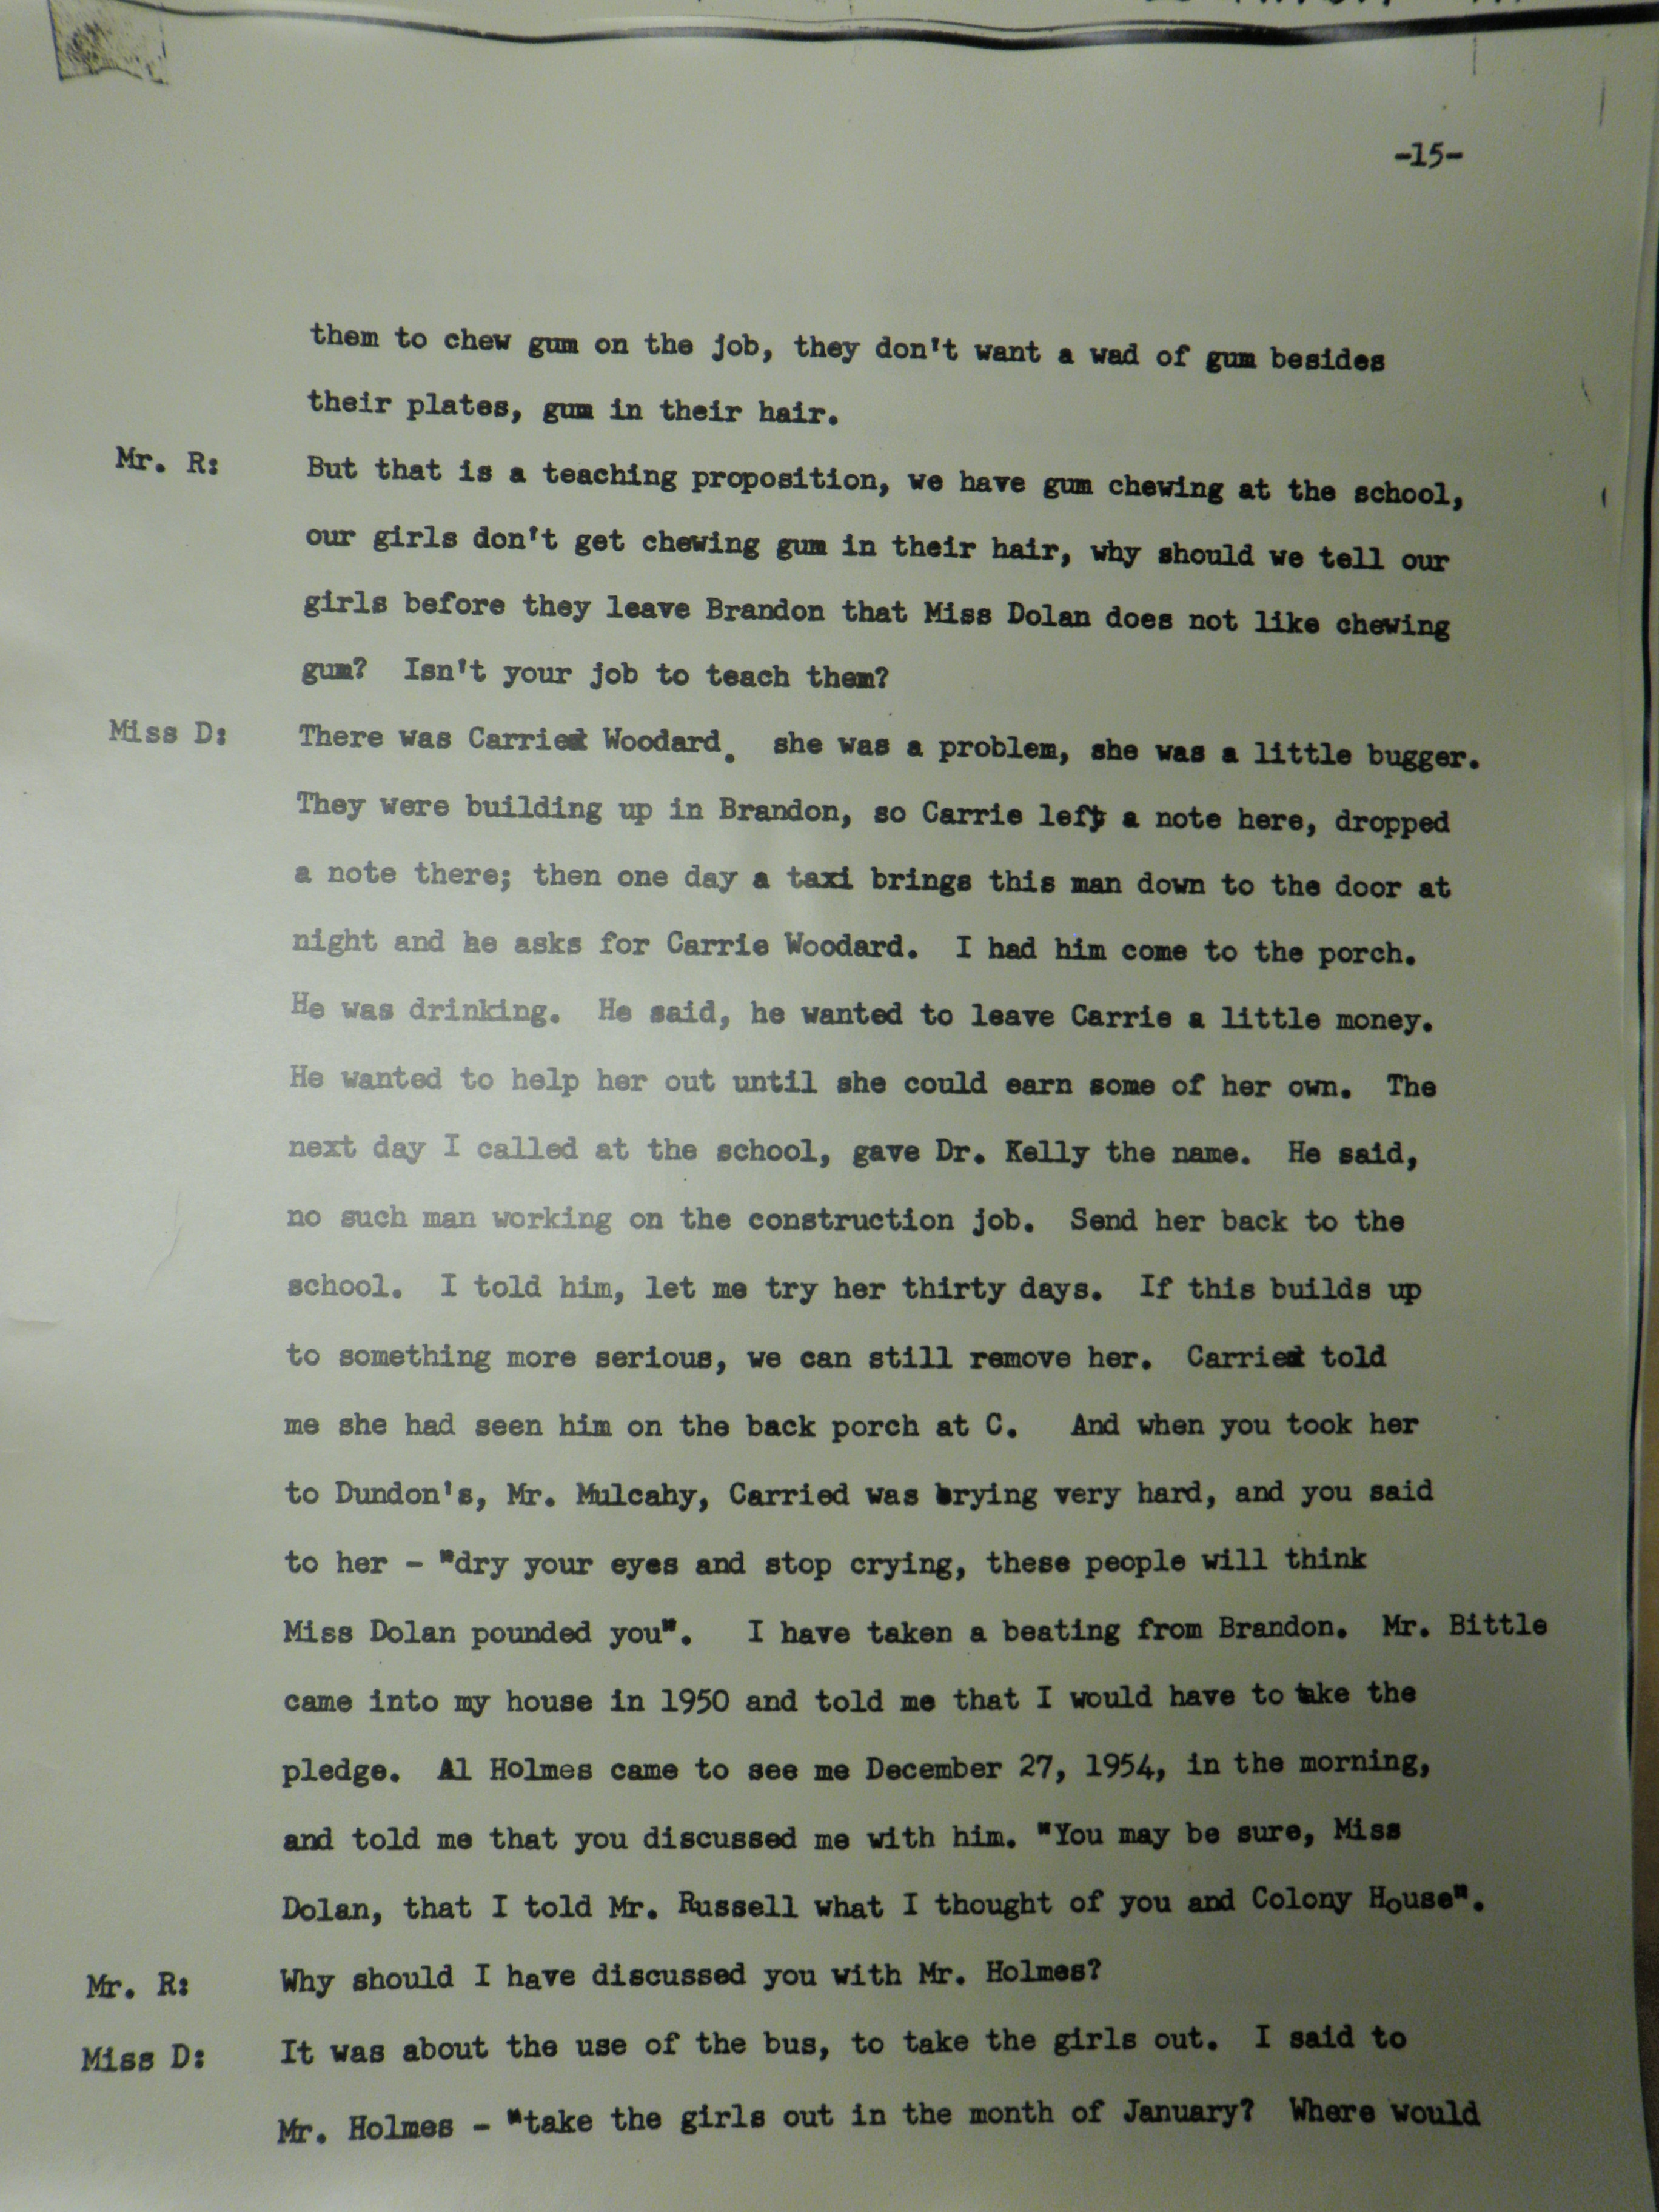 -15-
them to chew gum on the job, they don't want a wad of gum besides
their plates, gum in their hair.
Mr. R: But that is a teaching proposition, we have gum chewing at the school,
our girls don't get chewing gum in their hair, why should we tell our
girls before they leave Brandon that Miss Dolan does not like chewing
gum? Isn't your job to teach them?
Miss D: There was Carrie Woodard. she was a problem, she was a little bugger.
They were building up in Brandon, so Carrie left a note here, dropped
a note there; then one day a taxi brings this man down to the door at
night and he asks for Carrie Woodard. I had him come to the porch.
He was drinking. He said, he wanted to leave Carrie a little money.
He wanted to help her out until she could earn some of her own. The
next day I called at the school, gave Dr. Kelly the name. He said,
no such man working on the construction job. Send her back to the
school. I told him, let me try her thirty days. If this builds up
to something more serious, we can still remove her. Carrie told
me she had seen him on the back porch at C. And when you took her
to Dundon's, Mr. Mulcahy, Carried was crying very hard, and you said
to her - "dry your eyes and stop crying, these people will think
Miss Dolan pounded you". I have taken a beating from Brandon. Mr. Bittle
came into my house in 1950 and told me that I would have to take the
pledge. Al Holmes came to see me December 27, 1954, in the morning,
and told me that you discussed me with him. "You may be sure, Miss
Dolan, that I told Mr. Russell what I thought of you and Colony House".
Mr. R: Why should I have discussed you with Mr. Holmes?
Miss D: It was about the use of the bus, to take the girls out. I said to
Mr. Holmes - "take the girls out in the month of January? Where would